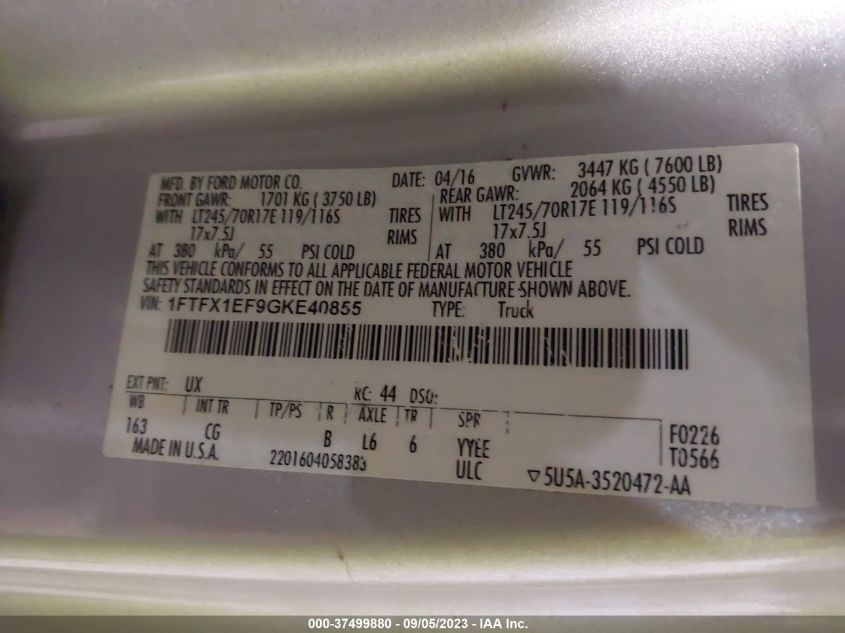 MFD. BY FORD MOTOR CO. DATE: 04/16 GVWR: 3447 KG ( 7600 LB)
FRONT GAWR: 1701 KG ( 3750 LB) REAR GAWR: 2064 KG ( 4550 LB)
WITH LT245/70R17E 119/116S TIRES WITH LT245/70R17E 119/116S TIRES
17x7.5J RIMS 17x7.5J RIMS
AT 380 kPa/ 55 PSI COLD AT 380 kPa/ 55 PSI COLD
THIS VEHICLE CONFORMS TO ALL APPLICABLE FEDERAL MOTOR VEHICLE
SAFETY STANDARDS IN EFFECT ON THE DATE OF MANUFACTURE SHOWN ABOVE.
VIN: 1FTFX1EF9GKE40855 TYPE: Truck
EXT PNT: UX RC: 44 DSO:
WB INT TR TP/PS R AXLE TR SPR
163 CG B L6 6 YYEE F0226
T0566
MADE IN U.S.A. 2201604058383 ULC 5U5A-3520472-AA
000-37499880 - 09/05/2023 - IAA Inc.